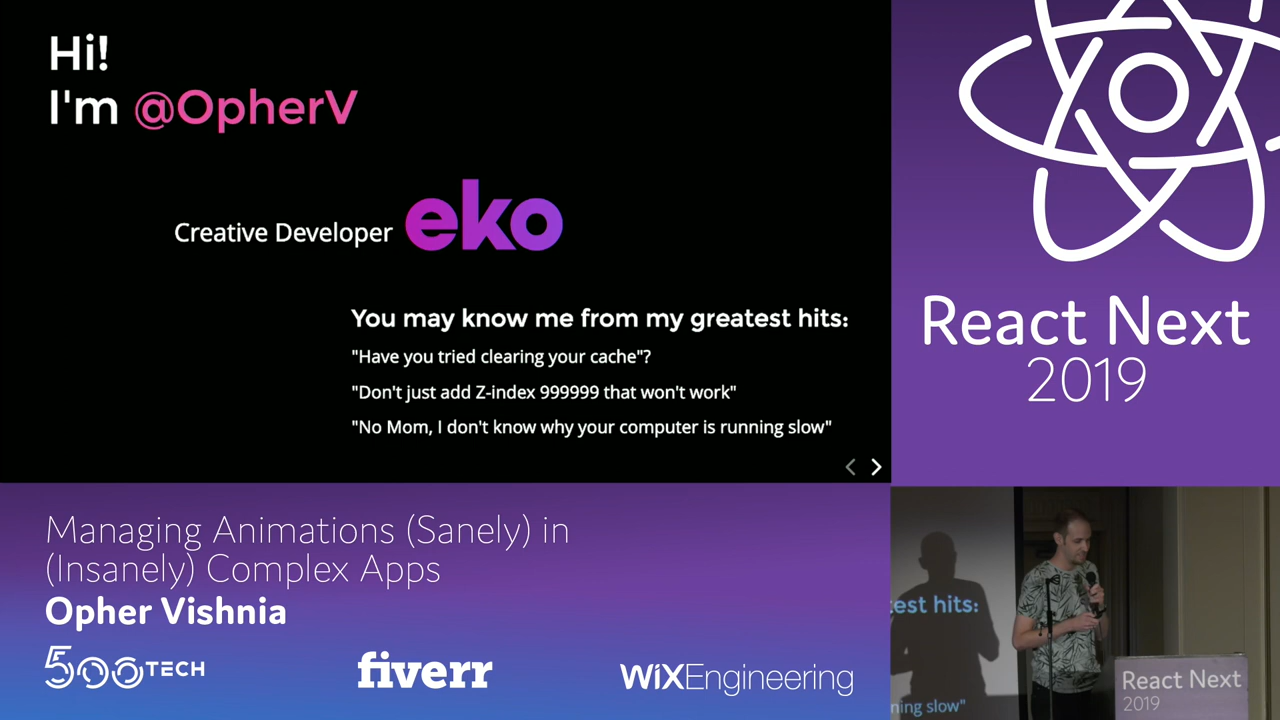 Hi!
I'm @OpherV
Creative Developer eko
You may know me from my greatest hits:
"Have you tried clearing your cache"?
"Don't just add Z-index 999999 that won't work"
"No Mom, I don't know why your computer is running slow"
React Next
2019
Managing Animations (Sanely) in
(Insanely) Complex Apps
Opher Vishnia
500TECH
fiverr
WiXEngineering
est hits:
ning slow"
React Next
2019